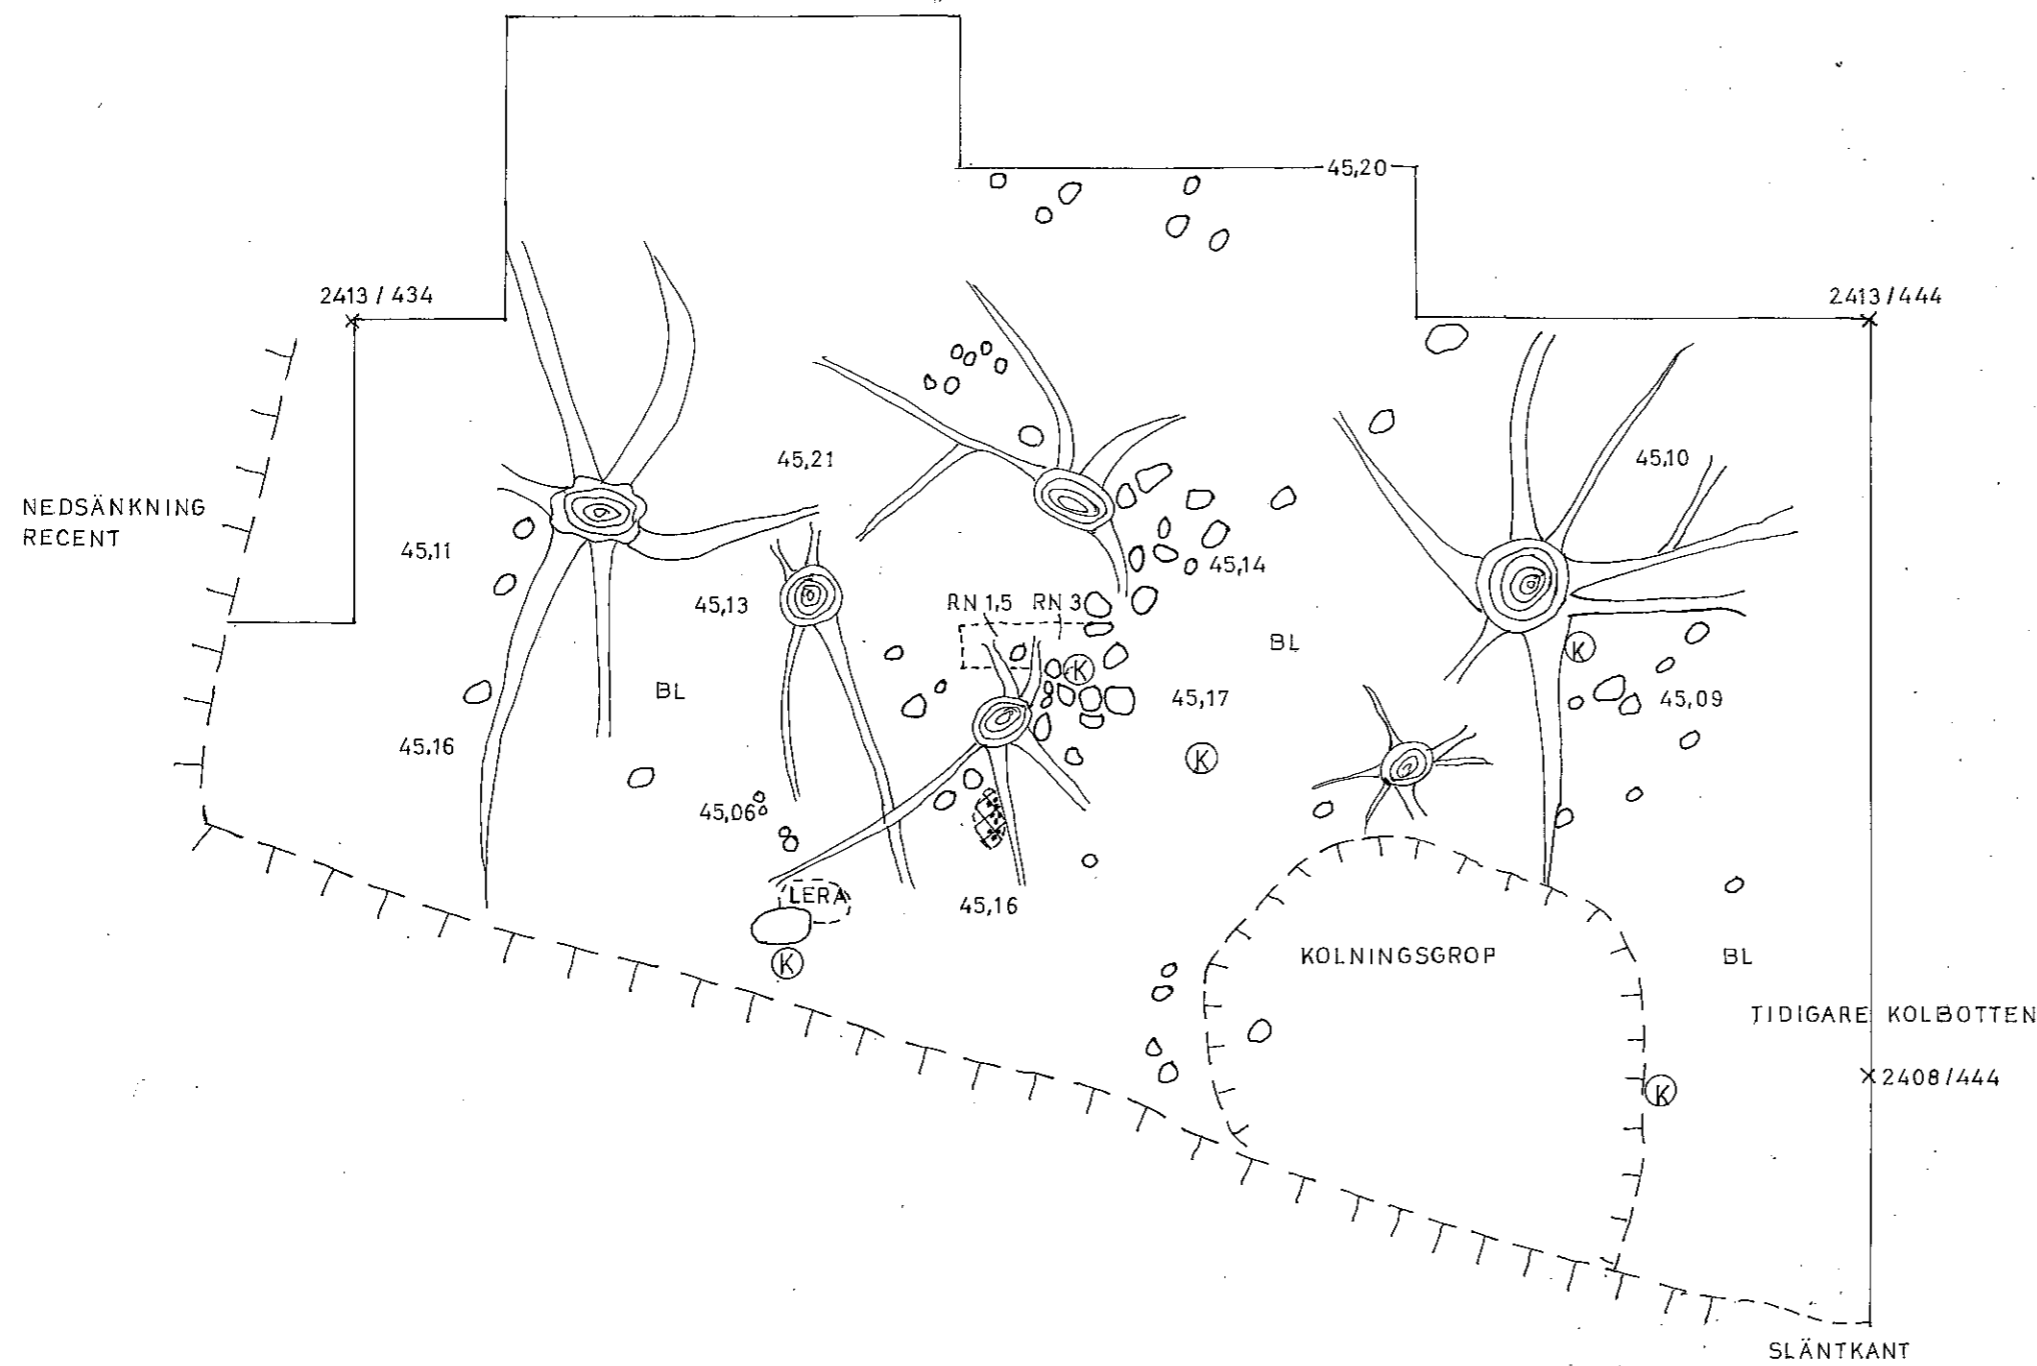 45,20
2413 / 434
2413 / 444
45,21
45,10
NEDSÄNKNING
RECENT
45,11
45,14
45,13
RN 1,5
RN 3
BL
K
BL
K
45,17
45,09
45,16
K
45,06
LERA
45,16
K
KOLNINGSGROP
BL
TIDIGARE KOLBOTTEN
2408/444
K
SLÄNTKANT